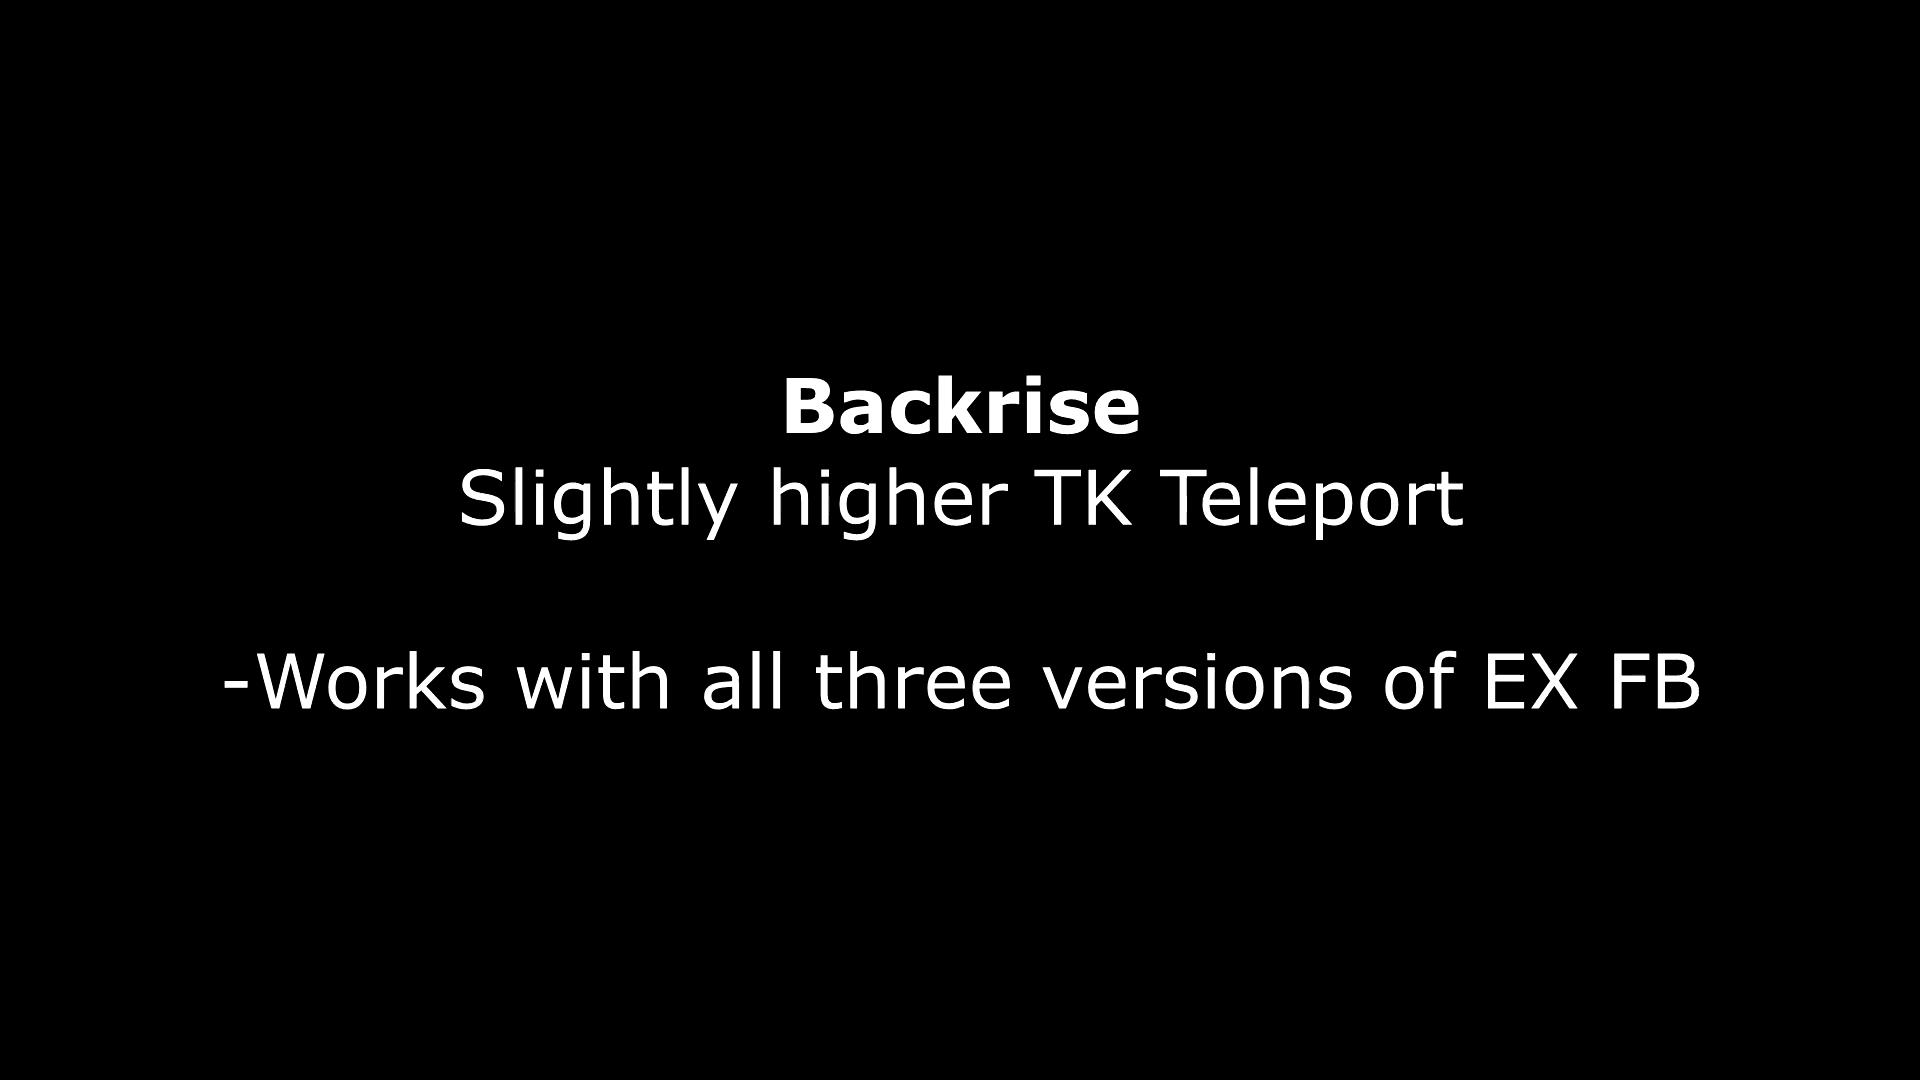 Backrise
Slightly higher TK Teleport
-Works with all three versions of EX FB